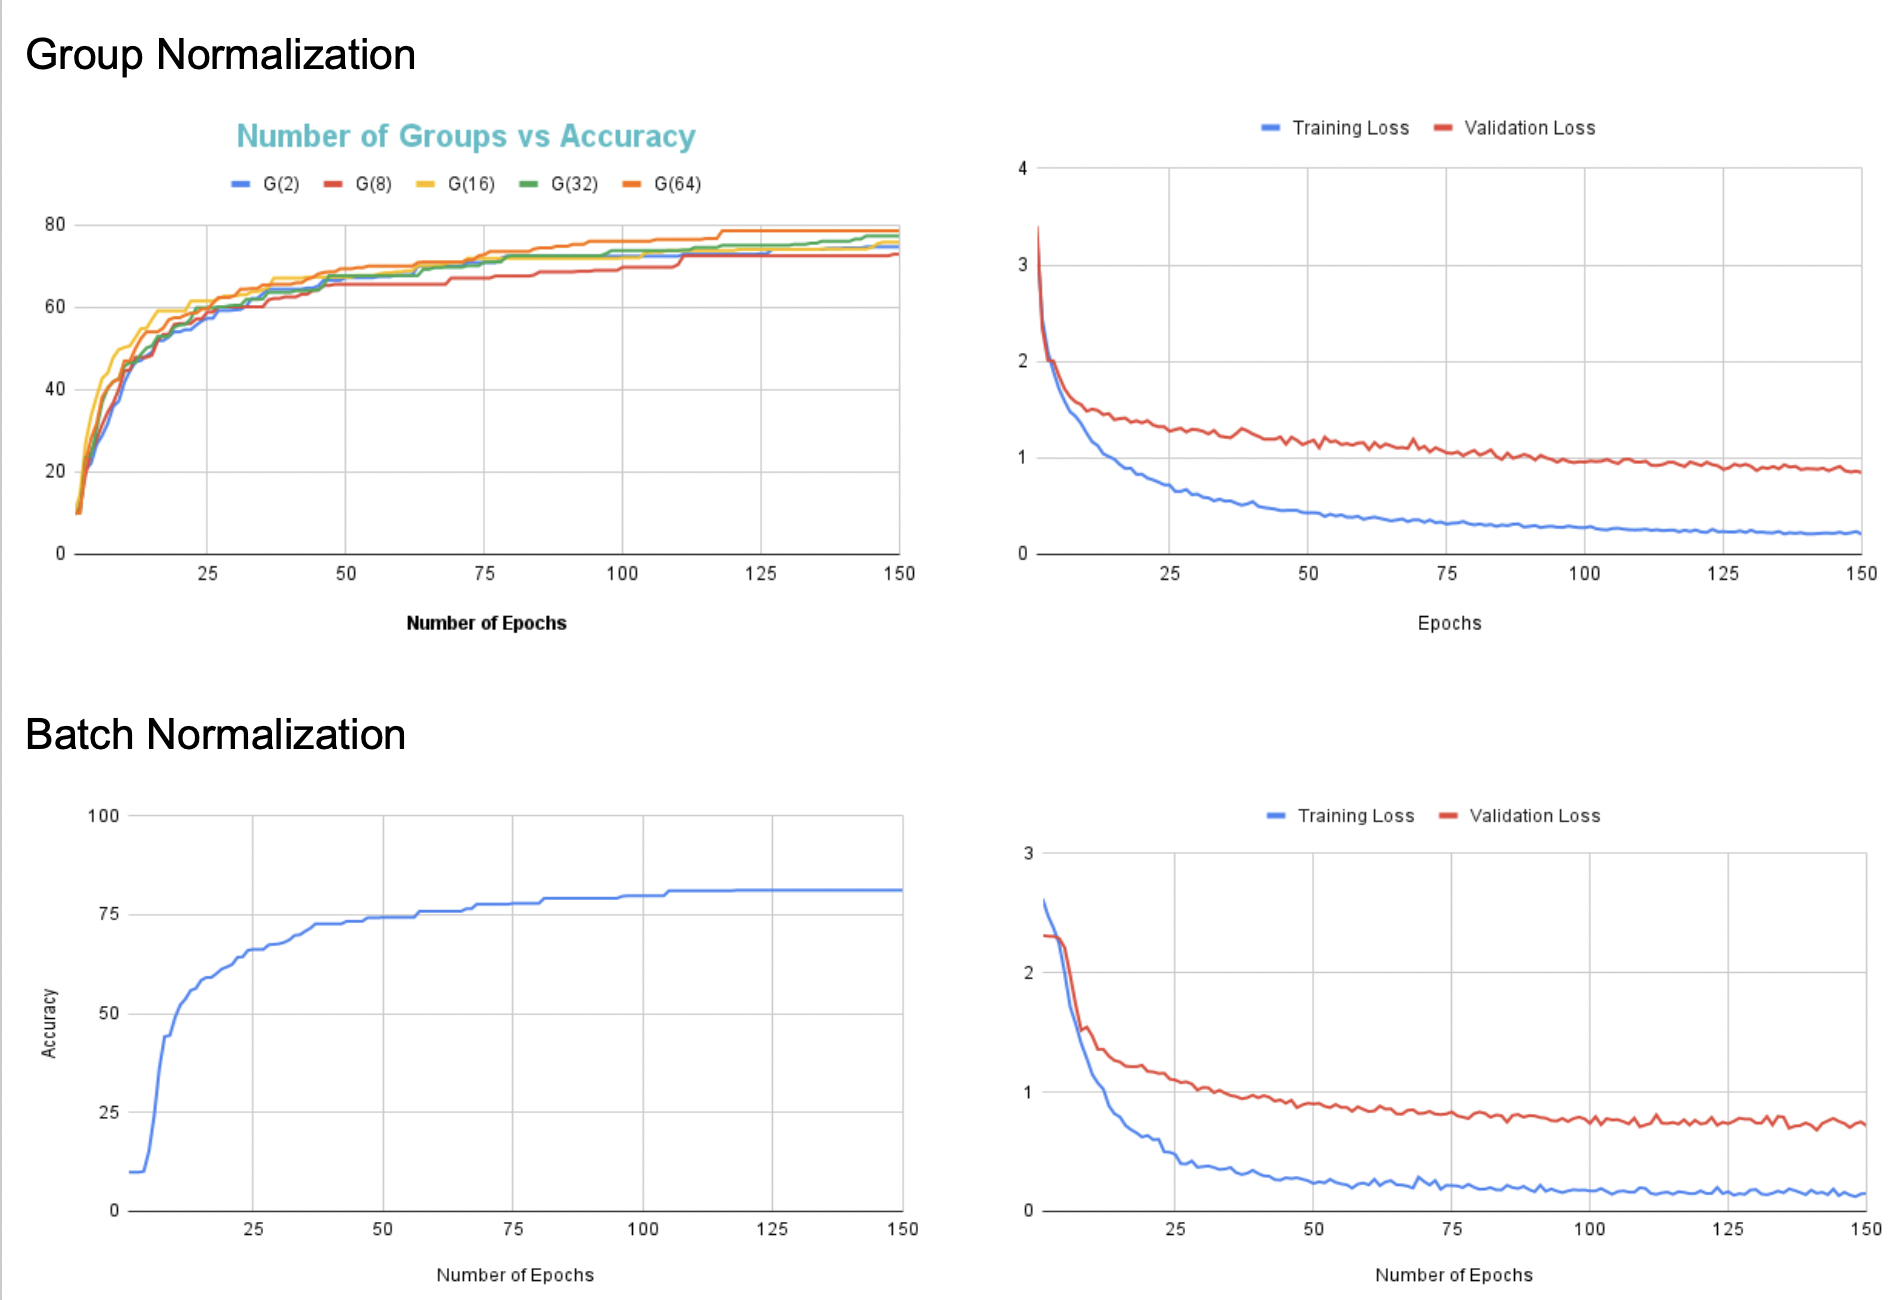 Group Normalization
Number of Groups vs Accuracy
G(2) G(8) G(16) G(32) G(64)
80
60
40
20
0
25 50 75 100 125 150
Number of Epochs
Training Loss Validation Loss
4
3
2
1
0
25 50 75 100 125 150
Epochs
Batch Normalization
100
75
50
25
0
Accuracy
25 50 75 100 125 150
Number of Epochs
Training Loss Validation Loss
3
2
1
0
25 50 75 100 125 150
Number of Epochs